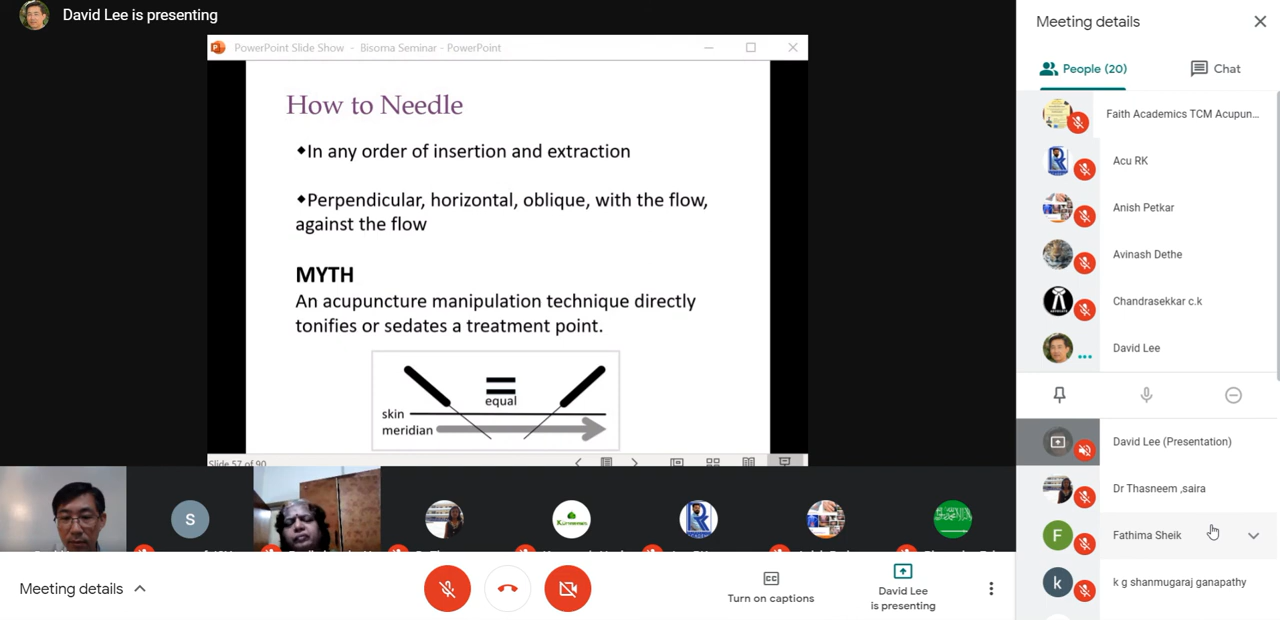 David Lee is presenting
PowerPoint Slide Show - Bisoma Seminar - PowerPoint
How to Needle
◆In any order of insertion and extraction
◆Perpendicular, horizontal, oblique, with the flow,
against the flow
MYTH
An acupuncture manipulation technique directly
tonifies or sedates a treatment point.
equal
skin
meridian
Slide 57 of 90
S
Meeting details
Turn on captions
David Lee
is presenting
Meeting details
People (20)
Chat
Faith Academics TCM Acupun...
Acu RK
Anish Petkar
Avinash Dethe
Chandrasekkar c.k
David Lee
David Lee (Presentation)
Dr Thasneem ,saira
F
Fathima Sheik
k
k g shanmugaraj ganapathy